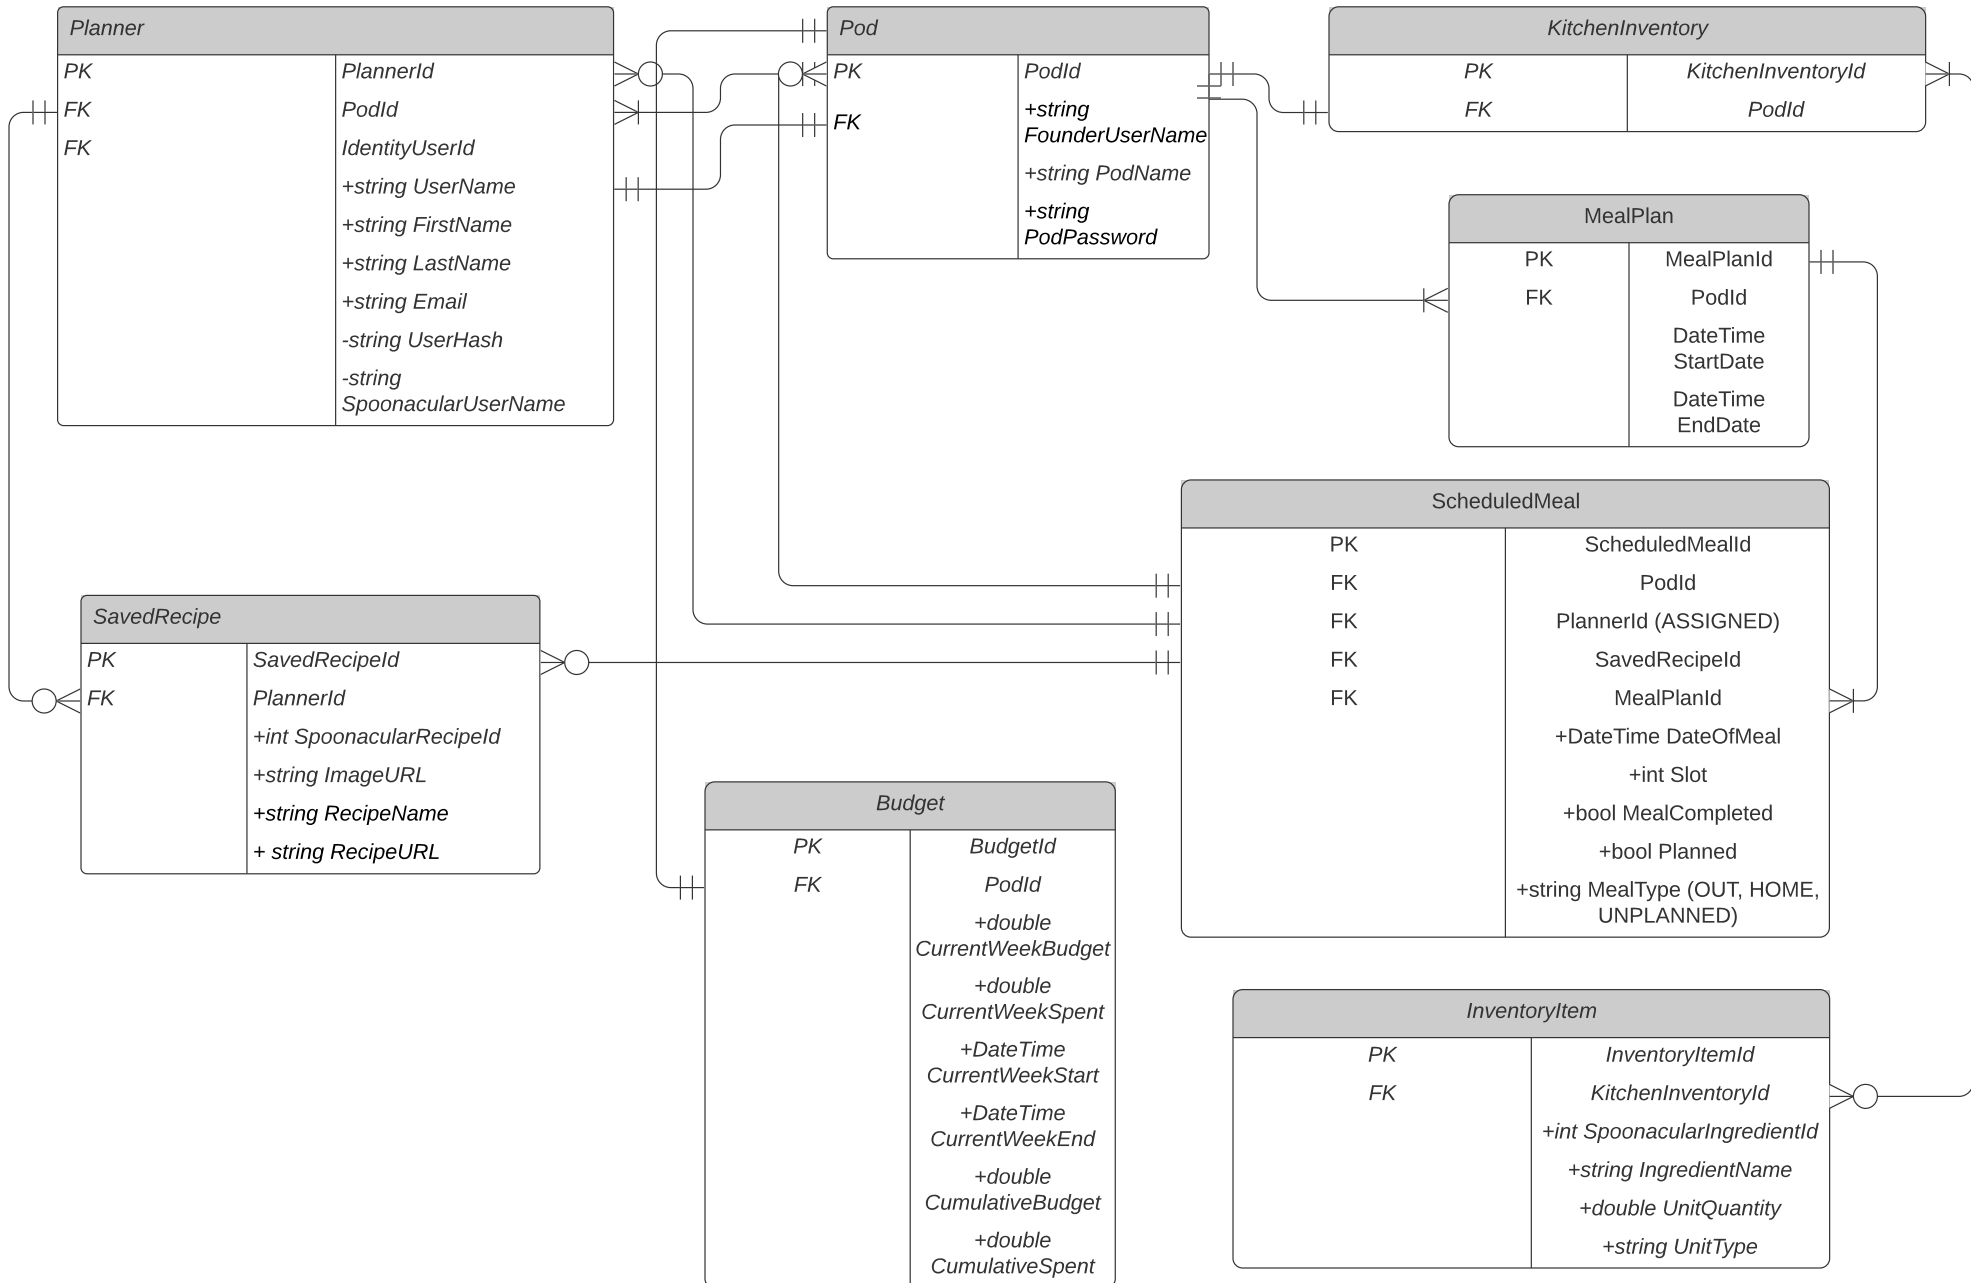 Planner
PK PlannerId
FK PodId
FK IdentityUserId
+string UserName
+string FirstName
+string LastName
+string Email
-string UserHash
-string
SpoonacularUserName
Pod
PK PodId
FK +string
FounderUserName
+string PodName
+string
PodPassword
KitchenInventory
PK KitchenInventoryId
FK PodId
MealPlan
PK MealPlanId
FK PodId
DateTime
StartDate
DateTime
EndDate
ScheduledMeal
PK ScheduledMealId
FK PodId
FK PlannerId (ASSIGNED)
FK SavedRecipeId
FK MealPlanId
+DateTime DateOfMeal
+int Slot
+bool MealCompleted
+bool Planned
+string MealType (OUT, HOME,
UNPLANNED)
SavedRecipe
PK SavedRecipeId
FK PlannerId
+int SpoonacularRecipeId
+string ImageURL
+string RecipeName
+ string RecipeURL
Budget
PK BudgetId
FK PodId
+double
CurrentWeekBudget
+double
CurrentWeekSpent
+DateTime
CurrentWeekStart
+DateTime
CurrentWeekEnd
+double
CumulativeBudget
+double
CumulativeSpent
InventoryItem
PK InventoryItemId
FK KitchenInventoryId
+int SpoonacularIngredientId
+string IngredientName
+double UnitQuantity
+string UnitType